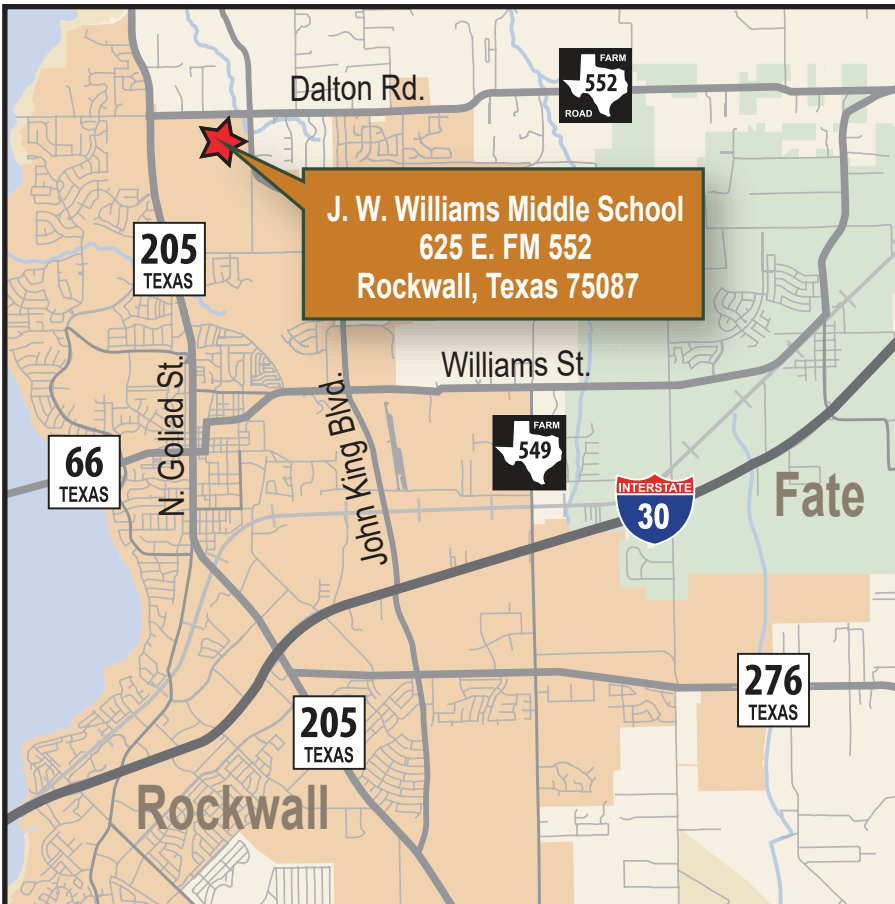 Dalton Rd.
FARM
552
ROAD
J. W. Williams Middle School
625 E. FM 552
Rockwall, Texas 75087
205
TEXAS
Williams St.
N. Goliad St.
John King Blvd.
FARM
549
66
TEXAS
INTERSTATE
30
Fate
276
TEXAS
205
TEXAS
Rockwall